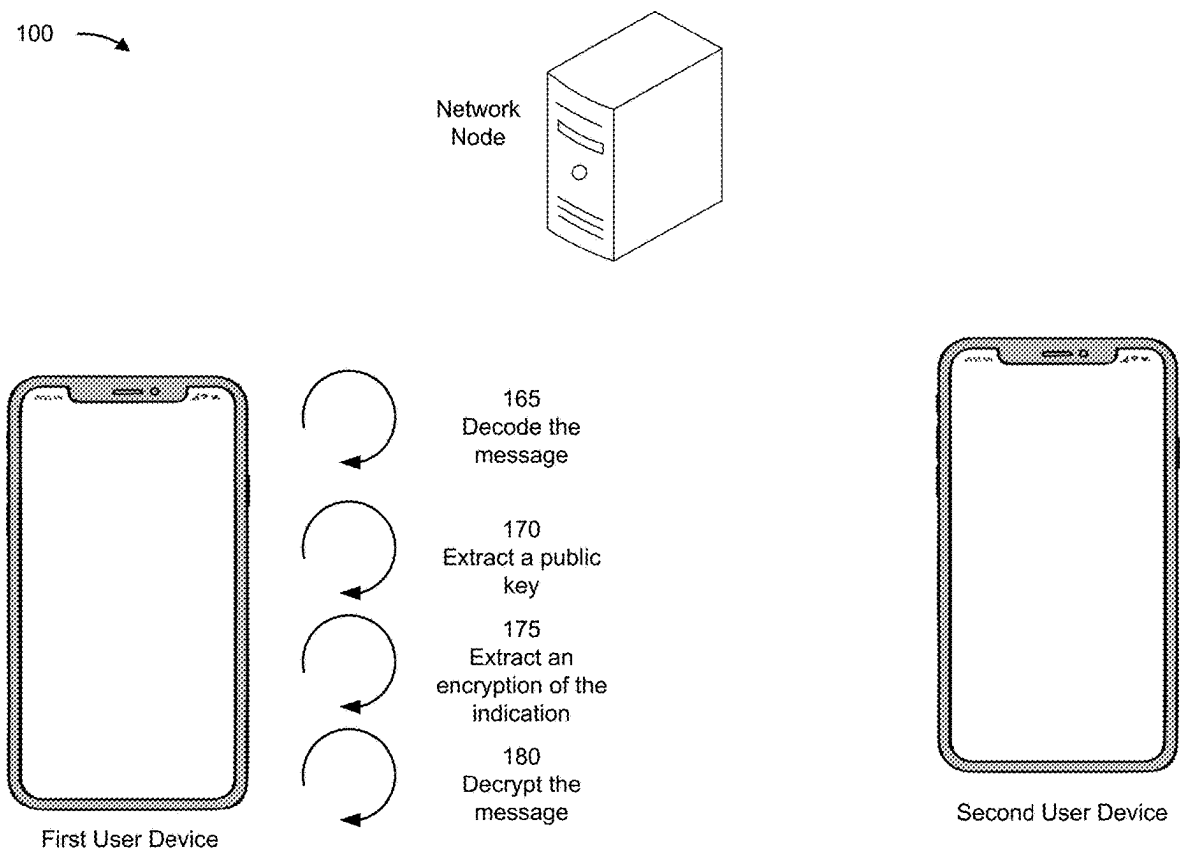 100
Network
Node
165
Decode the
message
170
Extract a public
key
175
Extract an
encryption of the
indication
180
Decrypt the
message
First User Device
Second User Device